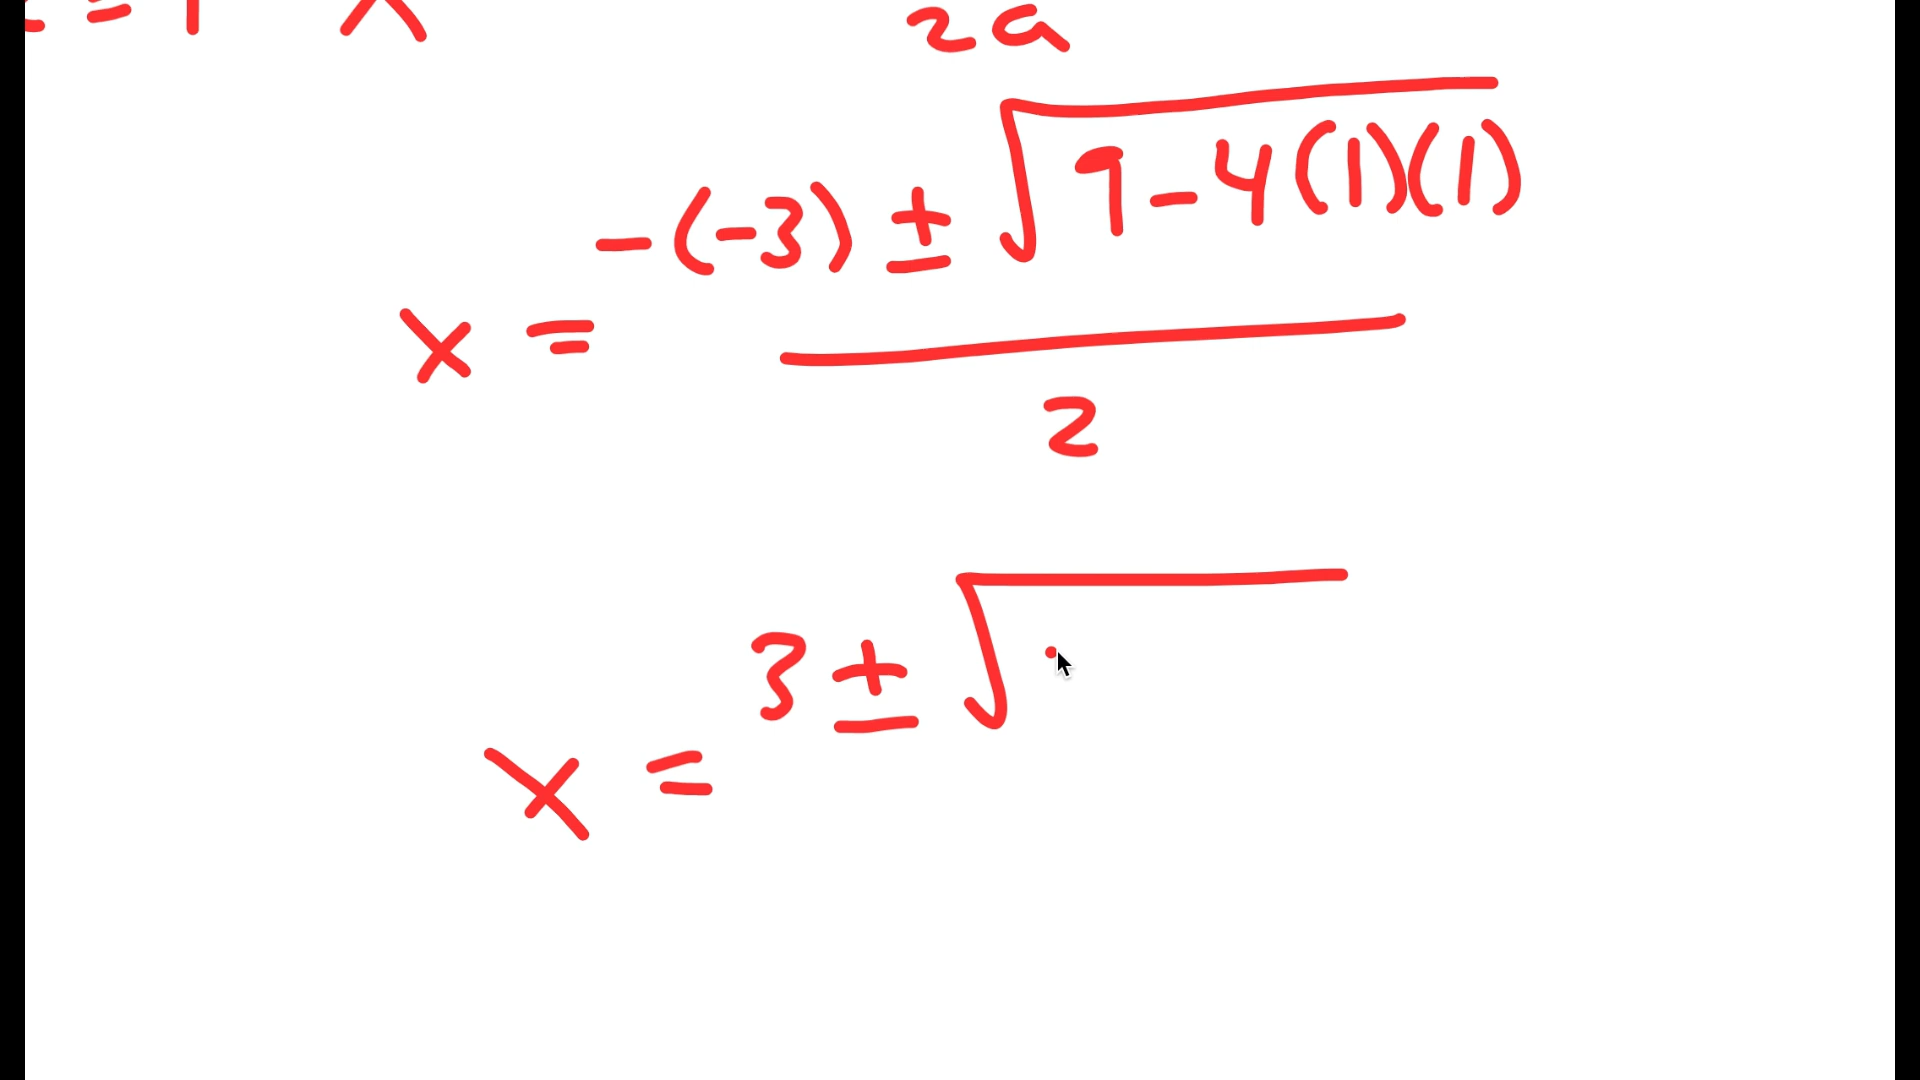 2a
x = -(-3) ± √9-4(1)(1)
2
x = 3 ± √